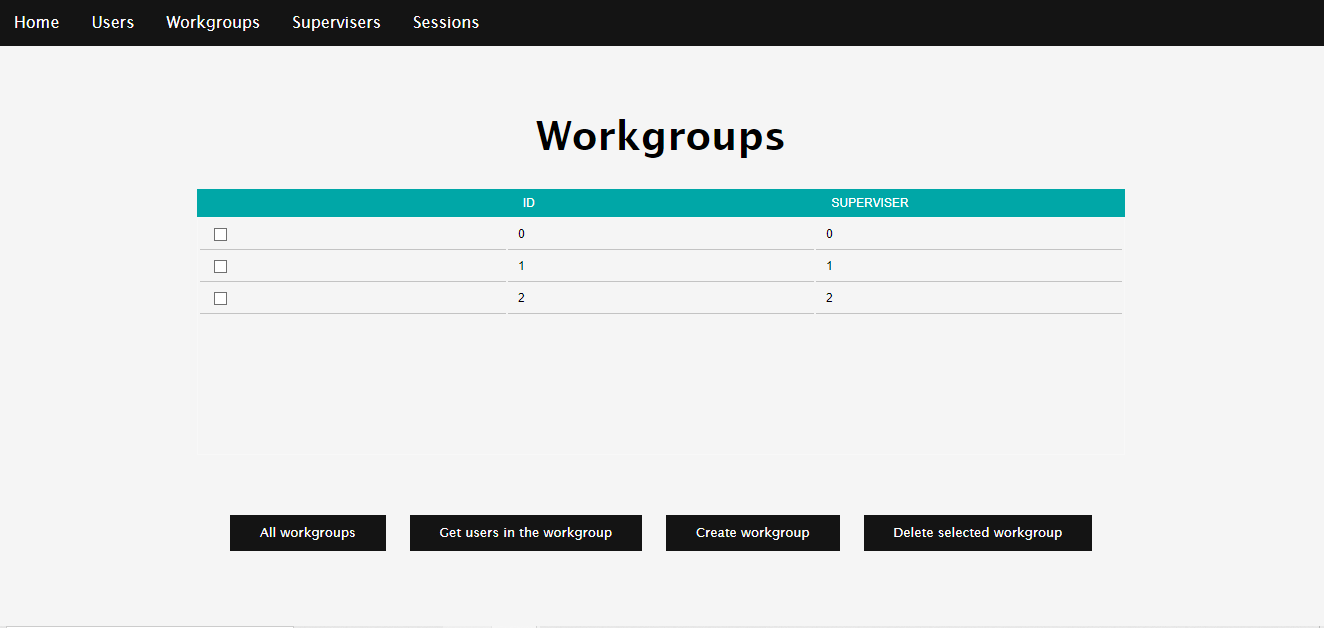 Home Users Workgroups Supervisers Sessions
Workgroups
ID SUPERVISER
0 0
1 1
2 2
All workgroups Get users in the workgroup Create workgroup Delete selected workgroup